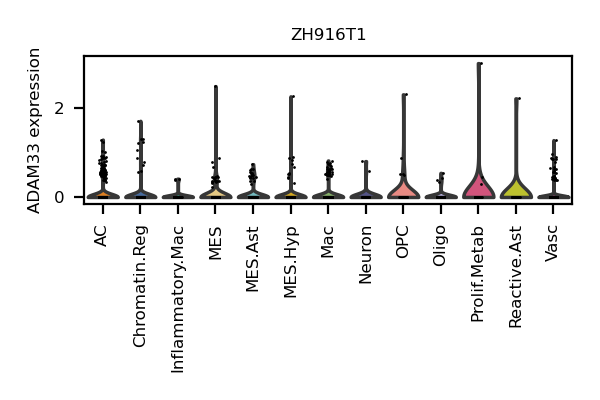 ZH916T1
ADAM33 expression
2
0
AC
Chromatin.Reg
Inflammatory.Mac
MES
MES.Ast
MES.Hyp
Mac
Neuron
OPC
Oligo
Prolif.Metab
Reactive.Ast
Vasc